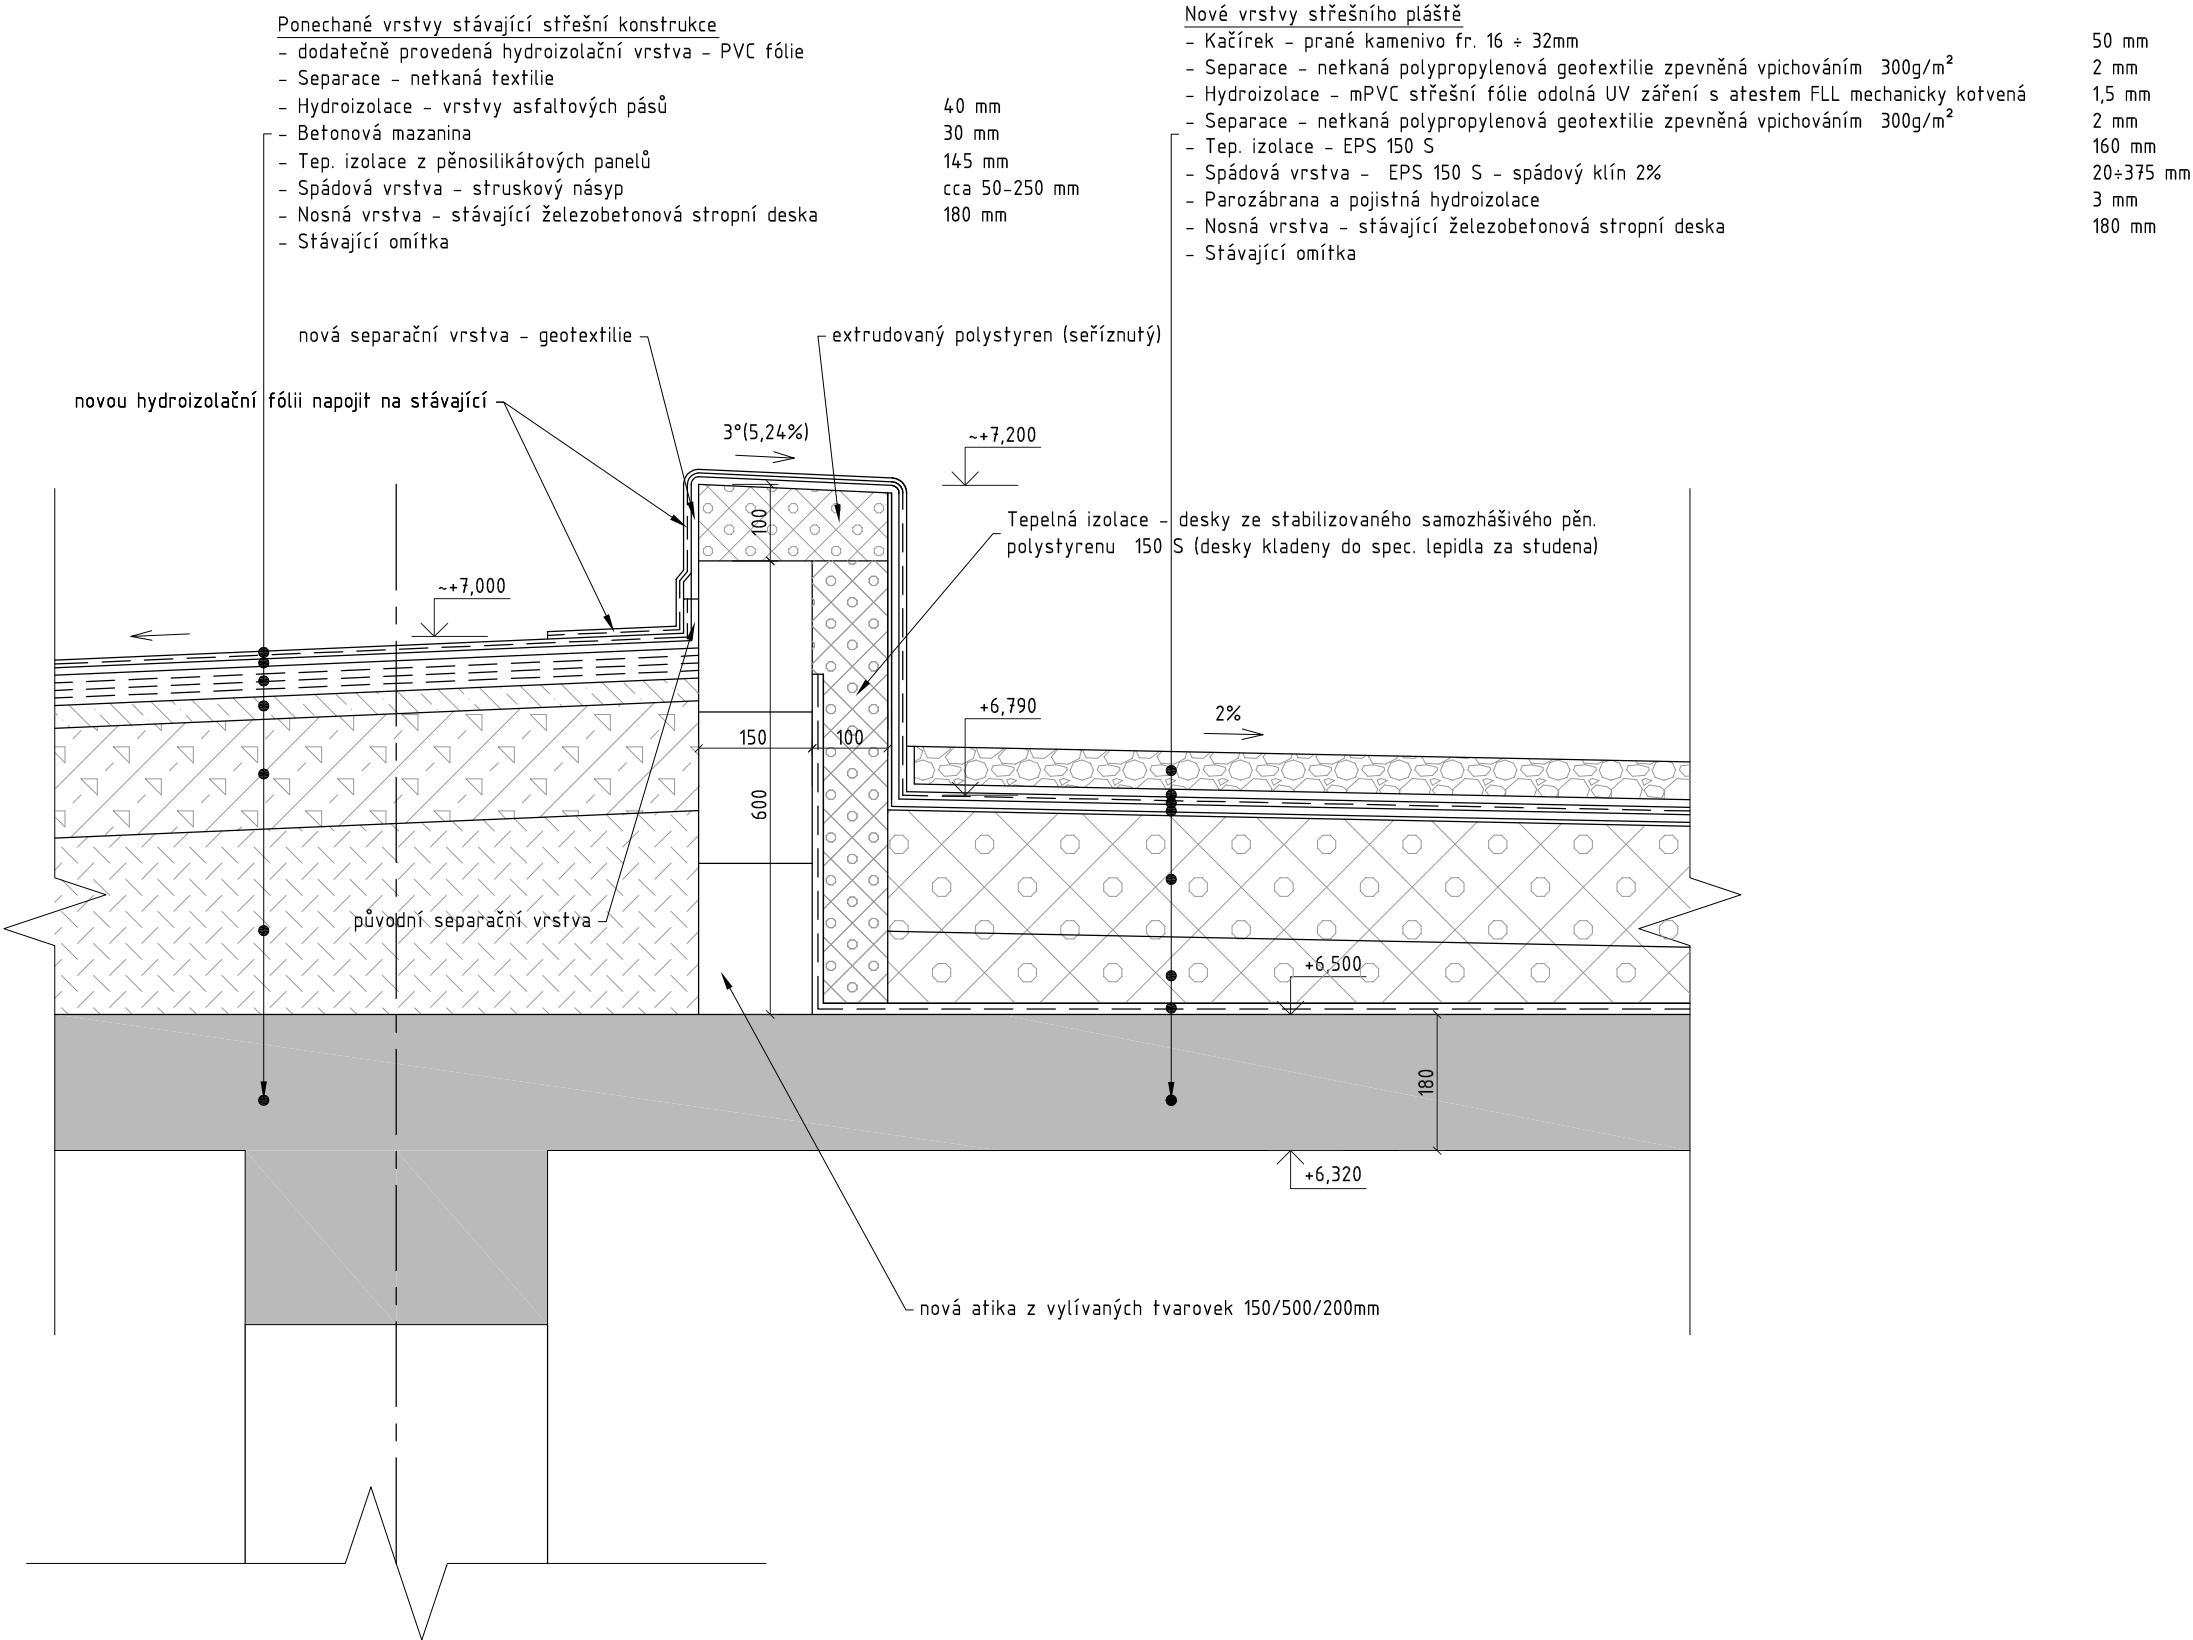 Ponechané vrstvy stávající střešní konstrukce
- dodatečně provedená hydroizolační vrstva - PVC fólie
- Separace - netkaná textilie
- Hydroizolace - vrstvy asfaltových pásů 40 mm
- Betonová mazanina 30 mm
- Tep. izolace z pěnosilikátových panelů 145 mm
- Spádová vrstva - struskový násyp cca 50-250 mm
- Nosná vrstva - stávající železobetonová stropní deska 180 mm
- Stávající omítka
Nové vrstvy střešního pláště
- Kačírek - prané kamenivo fr. 16 ÷ 32mm 50 mm
- Separace - netkaná polypropylenová geotextilie zpevněná vpichováním 300g/m² 2 mm
- Hydroizolace - mPVC střešní fólie odolná UV záření s atestem FLL mechanicky kotvená 1,5 mm
- Separace - netkaná polypropylenová geotextilie zpevněná vpichováním 300g/m² 2 mm
- Tep. izolace - EPS 150 S 160 mm
- Spádová vrstva - EPS 150 S - spádový klín 2% 20÷375 mm
- Parozábrana a pojistná hydroizolace 3 mm
- Nosná vrstva - stávající železobetonová stropní deska 180 mm
- Stávající omítka
nová separační vrstva - geotextilie
extrudovaný polystyren (seříznutý)
novou hydroizolační fólii napojit na stávající
3°(5,24%)
~+7,200
100
Tepelná izolace - desky ze stabilizovaného samozhášivého pěn.
polystyrenu 150 S (desky kladeny do spec. lepidla za studena)
~+7,000
+6,790
2%
150
100
600
původní separační vrstva
+6,500
180
+6,320
nová atika z vylívaných tvarovek 150/500/200mm